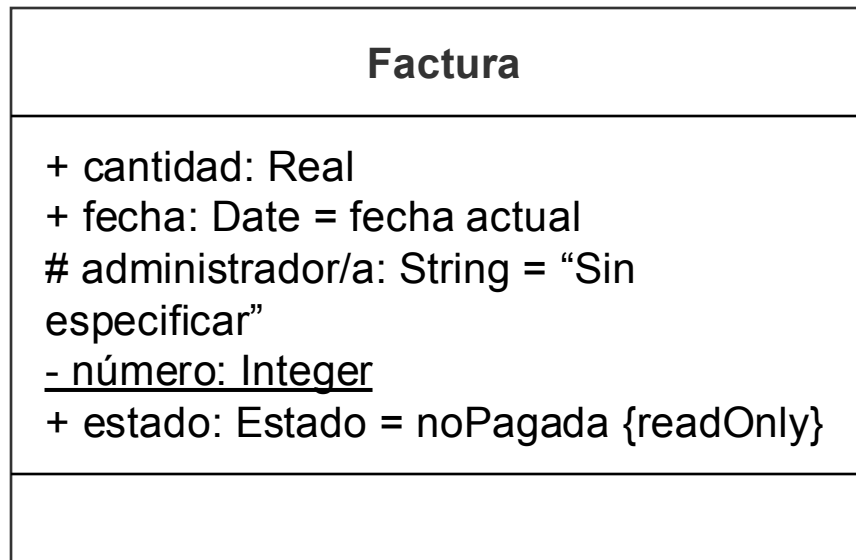 Factura
+ cantidad: Real
+ fecha: Date = fecha actual
# administrador/a: String = “Sin
especificar”
- número: Integer
+ estado: Estado = noPagada {readOnly}